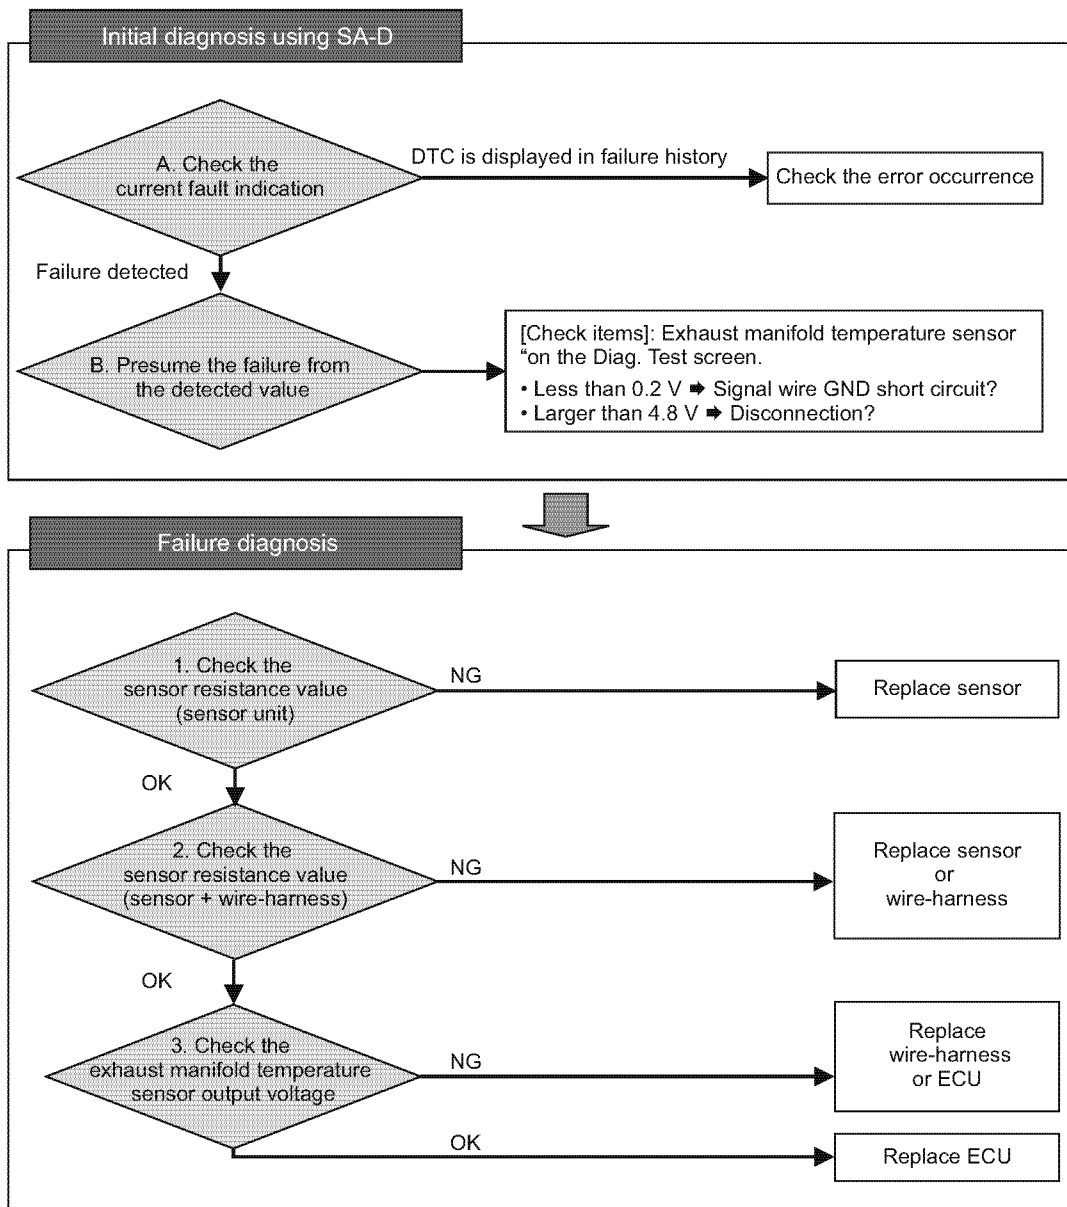 Initial diagnosis using SA-D
A. Check the
current fault indication
DTC is displayed in failure history
Check the error occurrence
Failure detected
B. Presume the failure from
the detected value
[Check items]: Exhaust manifold temperature sensor
“on the Diag. Test screen.
• Less than 0.2 V ➡ Signal wire GND short circuit?
• Larger than 4.8 V ➡ Disconnection?
Failure diagnosis
1. Check the
sensor resistance value
(sensor unit)
NG
Replace sensor
OK
2. Check the
sensor resistance value
(sensor + wire-harness)
NG
Replace sensor
or
wire-harness
OK
3. Check the
exhaust manifold temperature
sensor output voltage
NG
Replace
wire-harness
or ECU
OK
Replace ECU